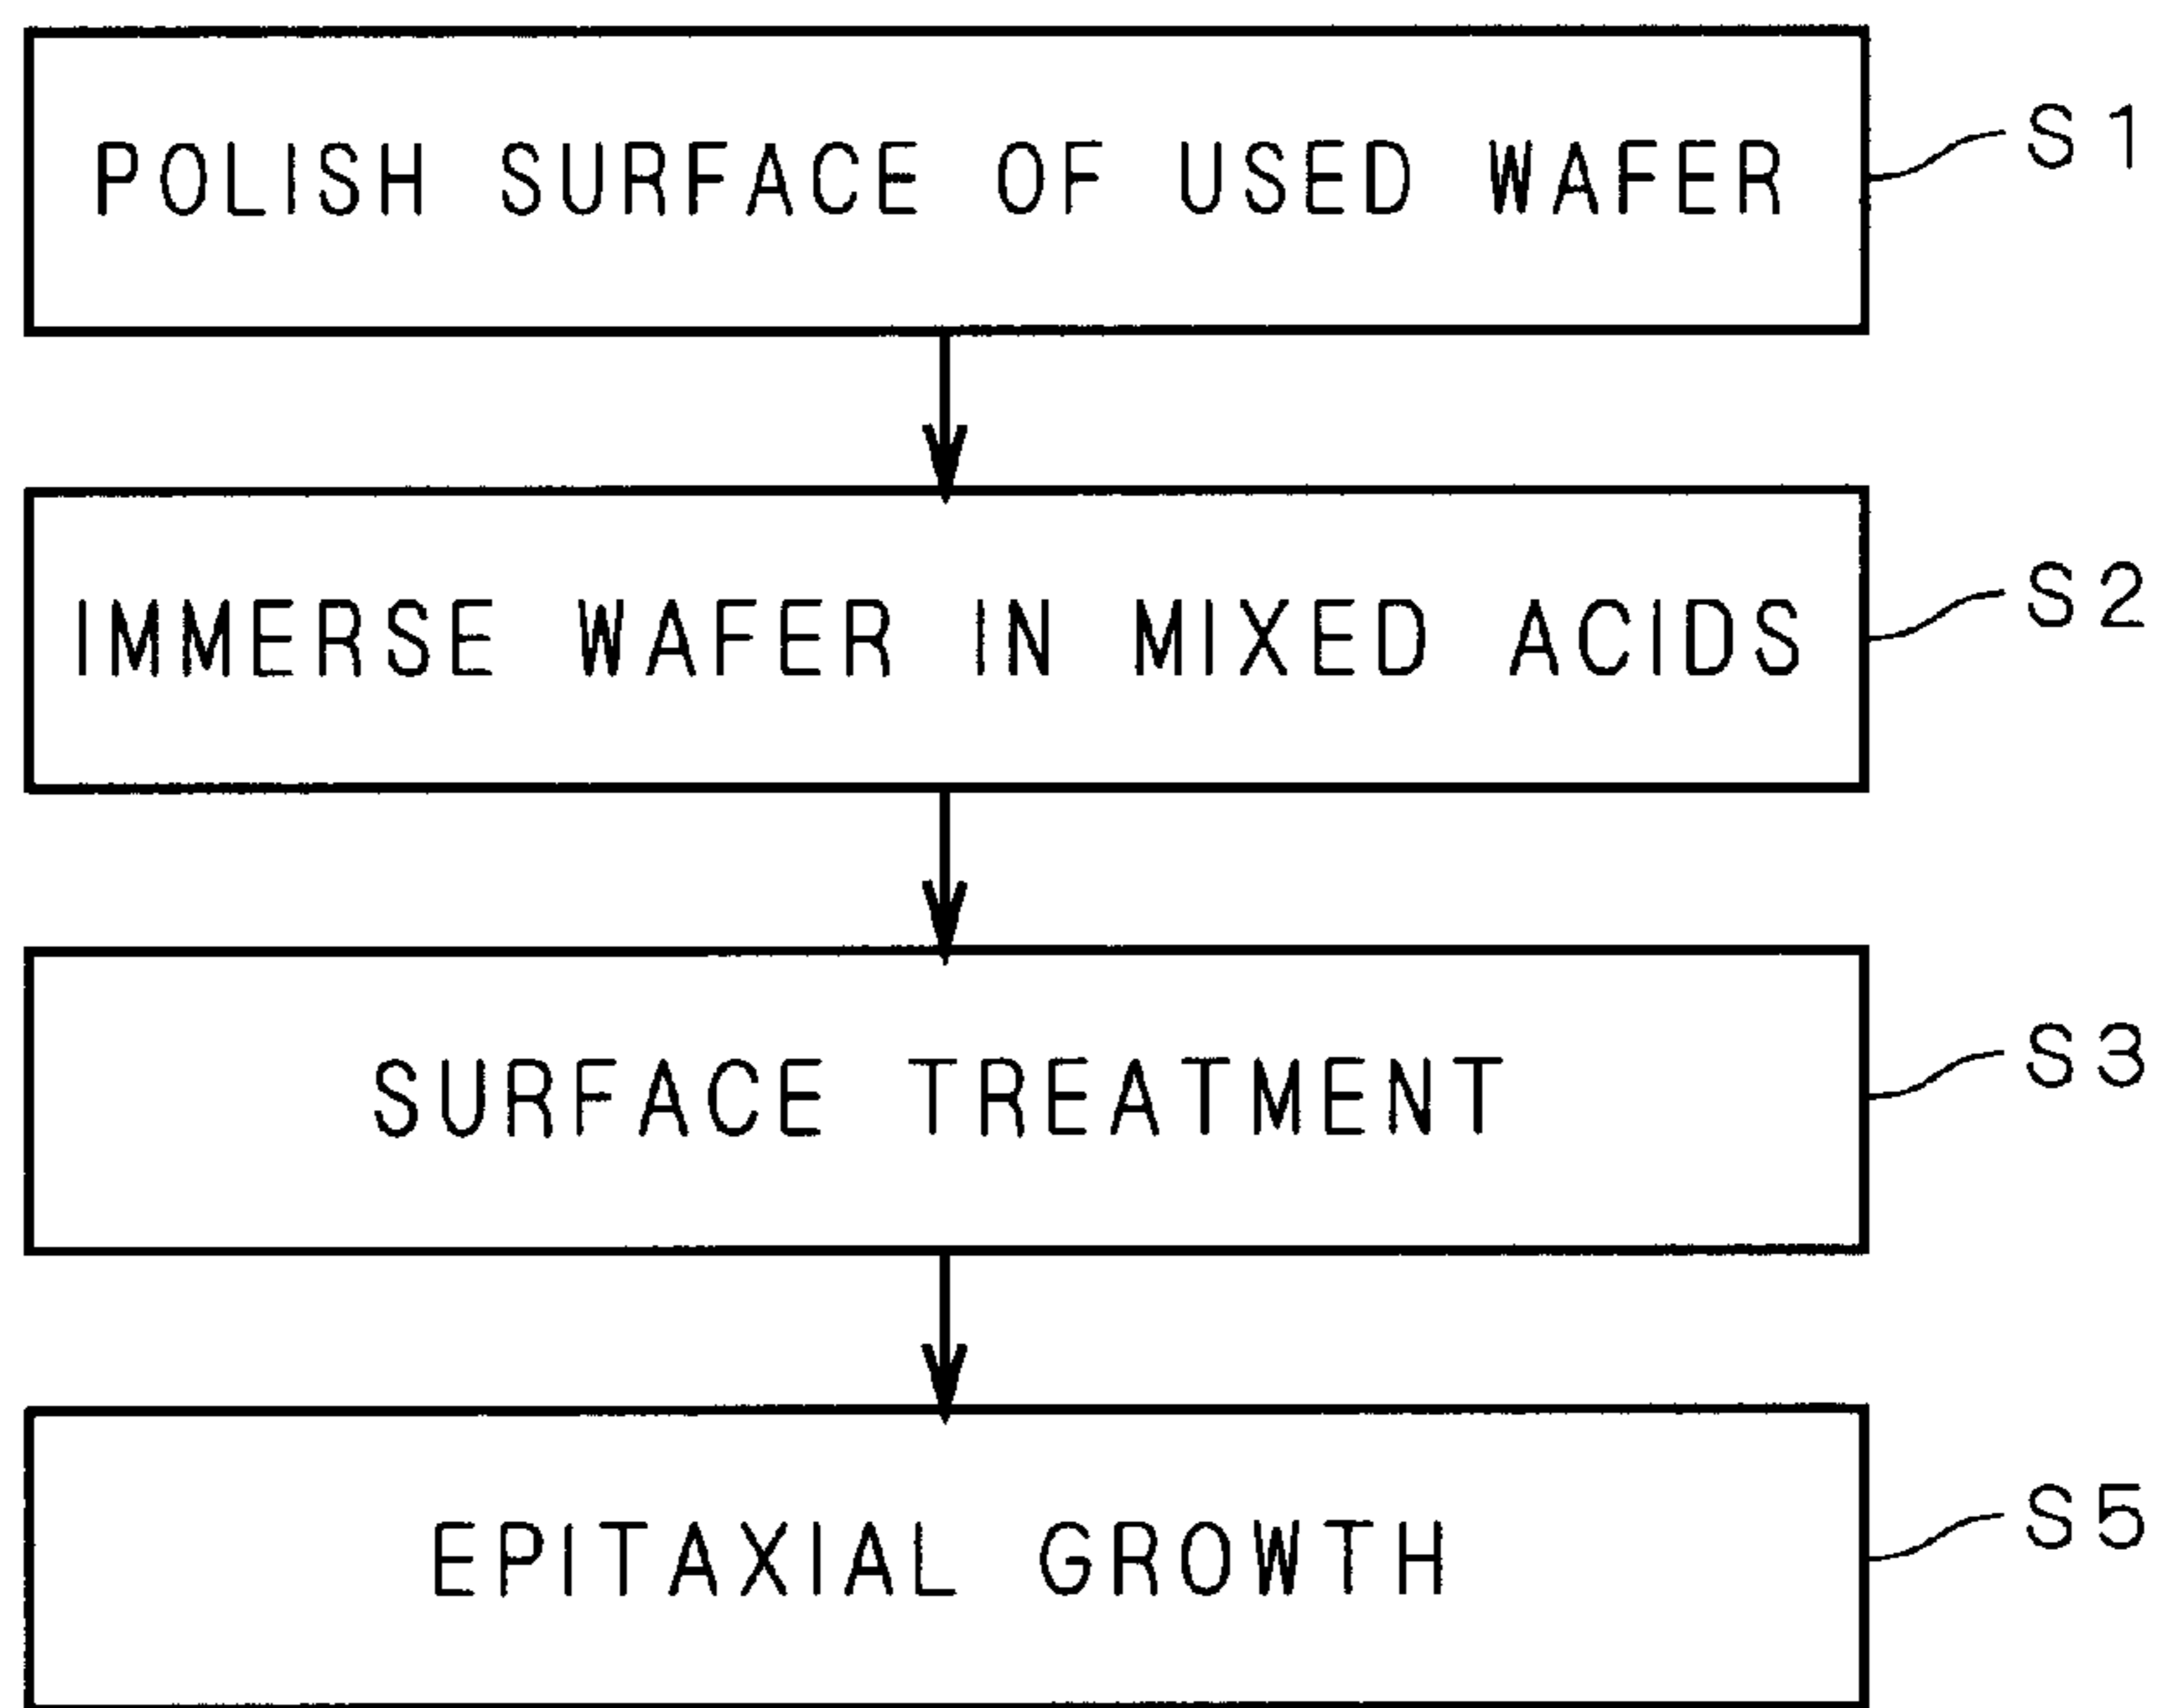 POLISH SURFACE OF USED WAFER S1
IMMERSE WAFER IN MIXED ACIDS S2
SURFACE TREATMENT S3
EPITAXIAL GROWTH S5